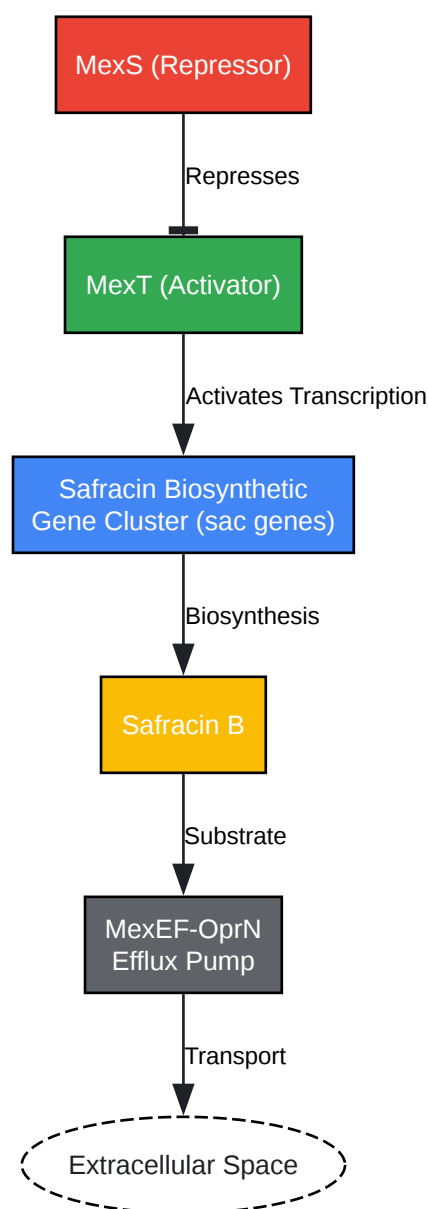 MexS (Repressor)
Represses
MexT (Activator)
Activates Transcription
Safracin Biosynthetic
Gene Cluster (sac genes)
Biosynthesis
Safracin B
Substrate
MexEF-OprN
Efflux Pump
Transport
Extracellular Space